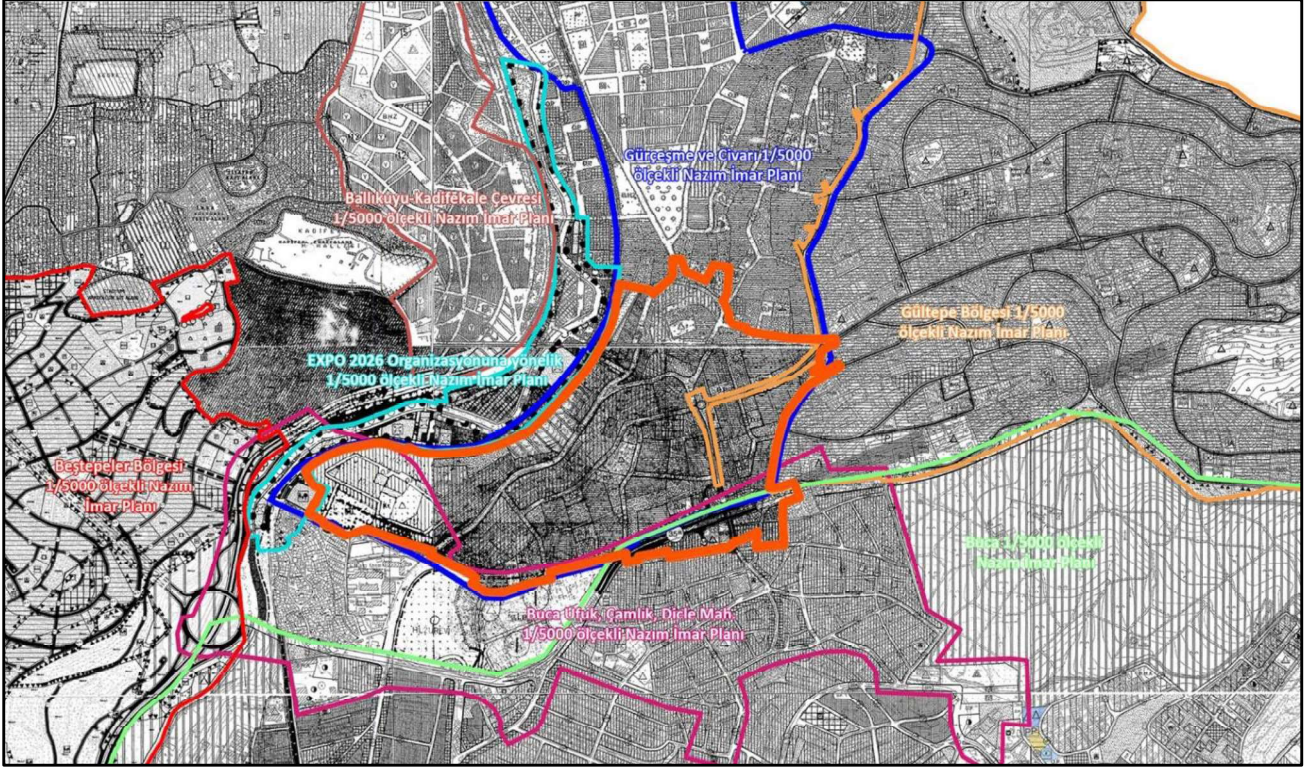 Gürçeşme ve Civarı 1/5000
ölçekli Nazım İmar Planı
Ballıkuyu-Kadifekale Çevresi
1/5000 ölçekli Nazım İmar Planı
KADİFE
Gültepe Bölgesi 1/5000
ölçekli Nazım İmar Planı
EXPO 2026 Organizasyonuna yönelik
1/5000 ölçekli Nazım İmar Planı
Beştepeler Bölgesi
1/5000 ölçekli Nazım
İmar Planı
Buca 1/5000 ölçekli
Nazım İmar Planı
Buca Ufuk, Çamlık, Dicle Mah.
1/5000 ölçekli Nazım İmar Planı